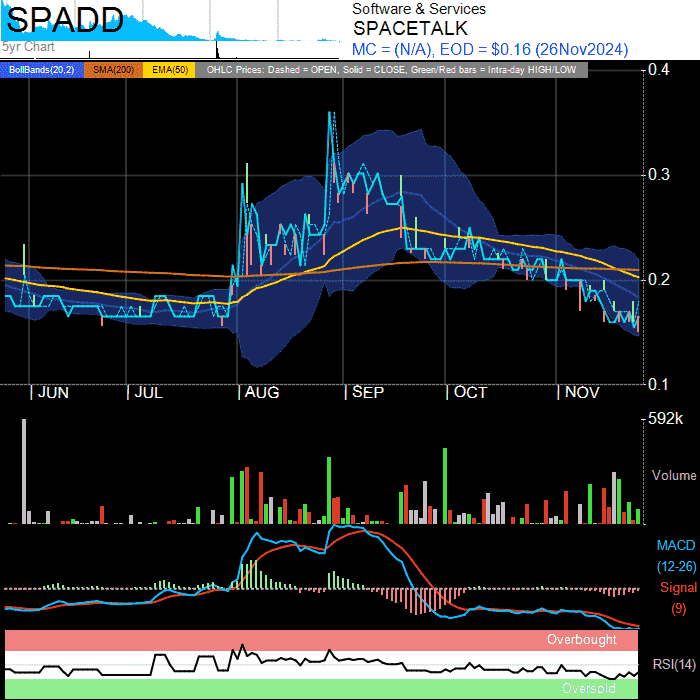 SPADD
Software & Services
SPACETALK
5yr Chart
MC = (N/A), EOD = $0.16 (26Nov2024)
BollBands(20,2) SMA(200) EMA(50) OHLC Prices: Dashed = OPEN, Solid = CLOSE, Green/Red bars = Intra-day HIGH/LOW
0.4
0.3
0.2
0.1
JUN JUL AUG SEP OCT NOV
592k
Volume
MACD
(12-26)
Signal
(9)
Overbought
RSI(14)
Oversold